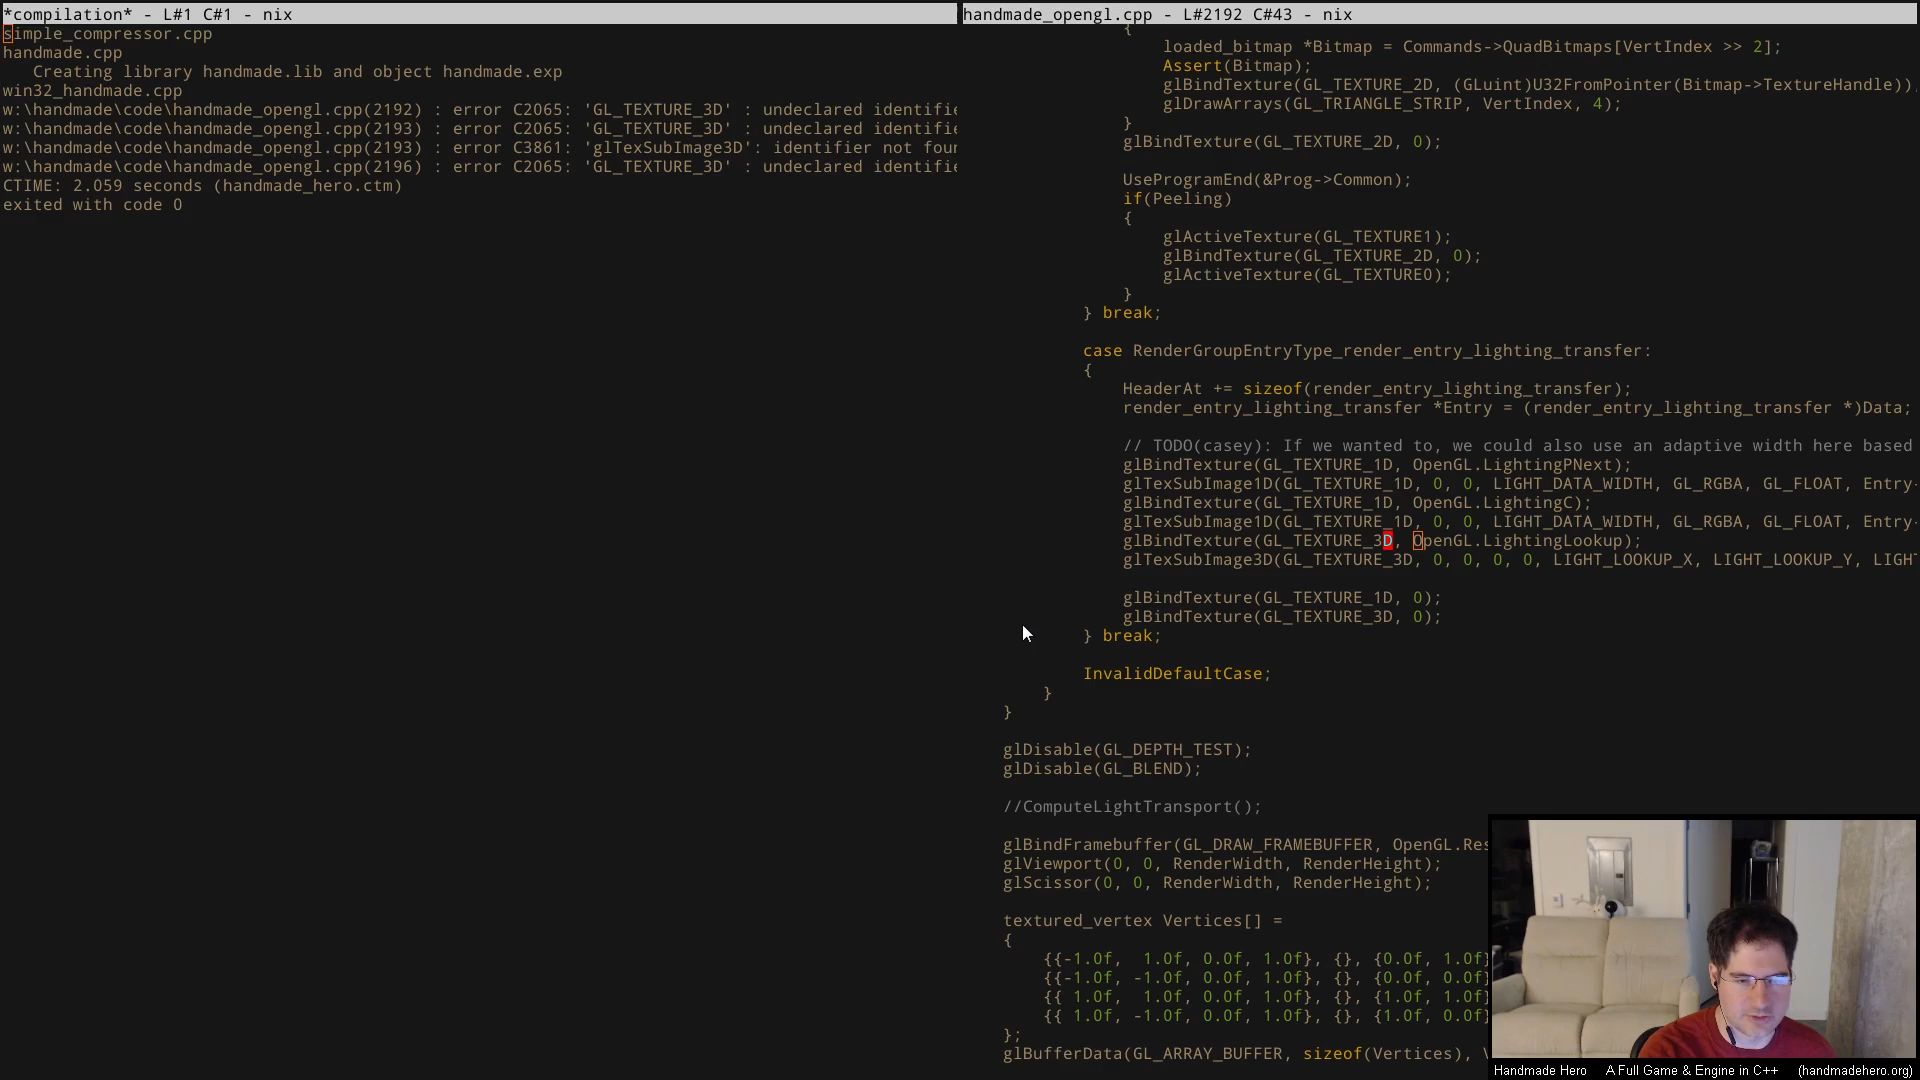 *compilation* - L#1 C#1 - nix
simple_compressor.cpp
handmade.cpp
   Creating library handmade.lib and object handmade.exp
win32_handmade.cpp
w:\handmade\code\handmade_opengl.cpp(2192) : error C2065: 'GL_TEXTURE_3D' : undeclared identifie
w:\handmade\code\handmade_opengl.cpp(2193) : error C2065: 'GL_TEXTURE_3D' : undeclared identifie
w:\handmade\code\handmade_opengl.cpp(2193) : error C3861: 'glTexSubImage3D': identifier not foun
w:\handmade\code\handmade_opengl.cpp(2196) : error C2065: 'GL_TEXTURE_3D' : undeclared identifie
CTIME: 2.059 seconds (handmade_hero.ctm)
exited with code 0
handmade_opengl.cpp - L#2192 C#43 - nix
{
loaded_bitmap *Bitmap = Commands->QuadBitmaps[VertIndex >> 2];
Assert(Bitmap);
glBindTexture(GL_TEXTURE_2D, (GLuint)U32FromPointer(Bitmap->TextureHandle))
glDrawArrays(GL_TRIANGLE_STRIP, VertIndex, 4);
}
glBindTexture(GL_TEXTURE_2D, 0);
UseProgramEnd(&Prog->Common);
if(Peeling)
{
glActiveTexture(GL_TEXTURE1);
glBindTexture(GL_TEXTURE_2D, 0);
glActiveTexture(GL_TEXTURE0);
}
} break;
case RenderGroupEntryType_render_entry_lighting_transfer:
{
HeaderAt += sizeof(render_entry_lighting_transfer);
render_entry_lighting_transfer *Entry = (render_entry_lighting_transfer *)Data;
// TODO(casey): If we wanted to, we could also use an adaptive width here based
glBindTexture(GL_TEXTURE_1D, OpenGL.LightingPNext);
glTexSubImage1D(GL_TEXTURE_1D, 0, 0, LIGHT_DATA_WIDTH, GL_RGBA, GL_FLOAT, Entry-
glBindTexture(GL_TEXTURE_1D, OpenGL.LightingC);
glTexSubImage1D(GL_TEXTURE_1D, 0, 0, LIGHT_DATA_WIDTH, GL_RGBA, GL_FLOAT, Entry-
glBindTexture(GL_TEXTURE_3D, OpenGL.LightingLookup);
glTexSubImage3D(GL_TEXTURE_3D, 0, 0, 0, 0, LIGHT_LOOKUP_X, LIGHT_LOOKUP_Y, LIGHT
glBindTexture(GL_TEXTURE_1D, 0);
glBindTexture(GL_TEXTURE_3D, 0);
} break;
InvalidDefaultCase;
}
}
glDisable(GL_DEPTH_TEST);
glDisable(GL_BLEND);
//ComputeLightTransport();
glBindFramebuffer(GL_DRAW_FRAMEBUFFER, OpenGL.Res
glViewport(0, 0, RenderWidth, RenderHeight);
glScissor(0, 0, RenderWidth, RenderHeight);
textured_vertex Vertices[] =
{
{{-1.0f,  1.0f, 0.0f, 1.0f}, {}, {0.0f, 1.0f}
{{-1.0f, -1.0f, 0.0f, 1.0f}, {}, {0.0f, 0.0f}
{{ 1.0f,  1.0f, 0.0f, 1.0f}, {}, {1.0f, 1.0f}
{{ 1.0f, -1.0f, 0.0f, 1.0f}, {}, {1.0f, 0.0f}
};
glBufferData(GL_ARRAY_BUFFER, sizeof(Vertices), V
Handmade Hero   A Full Game & Engine in C++   (handmadehero.org)